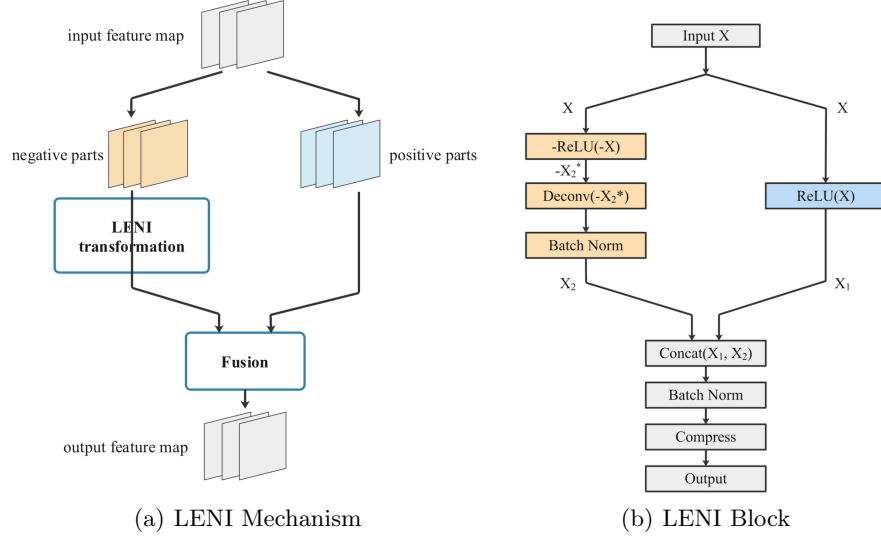 input feature map
negative parts
positive parts
LENI
transformation
Fusion
output feature map
(a) LENI Mechanism
Input X
X
X
-ReLU(-X)
-X₂*
Deconv(-X₂*)
ReLU(X)
Batch Norm
X₂
X₁
Concat(X₁, X₂)
Batch Norm
Compress
Output
(b) LENI Block